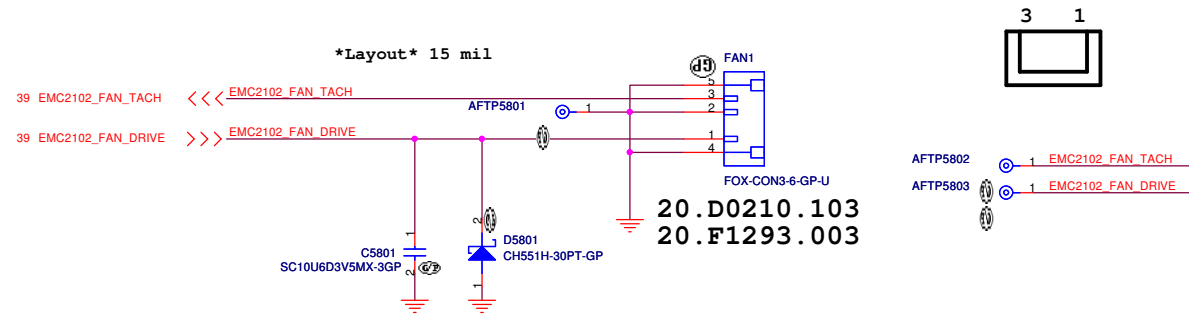 3 1
*Layout* 15 mil
FAN1
GP
5
39 EMC2102_FAN_TACH EMC2102_FAN_TACH 3
AFTP5801 1 2
39 EMC2102_FAN_DRIVE EMC2102_FAN_DRIVE 1
4
AFTP5802 1 EMC2102_FAN_TACH
FOX-CON3-6-GP-U
AFTP5803 1 EMC2102_FAN_DRIVE
20.D0210.103
20.F1293.003
1
2
C5801
SC10U6D3V5MX-3GP
2
D5801
CH551H-30PT-GP
1